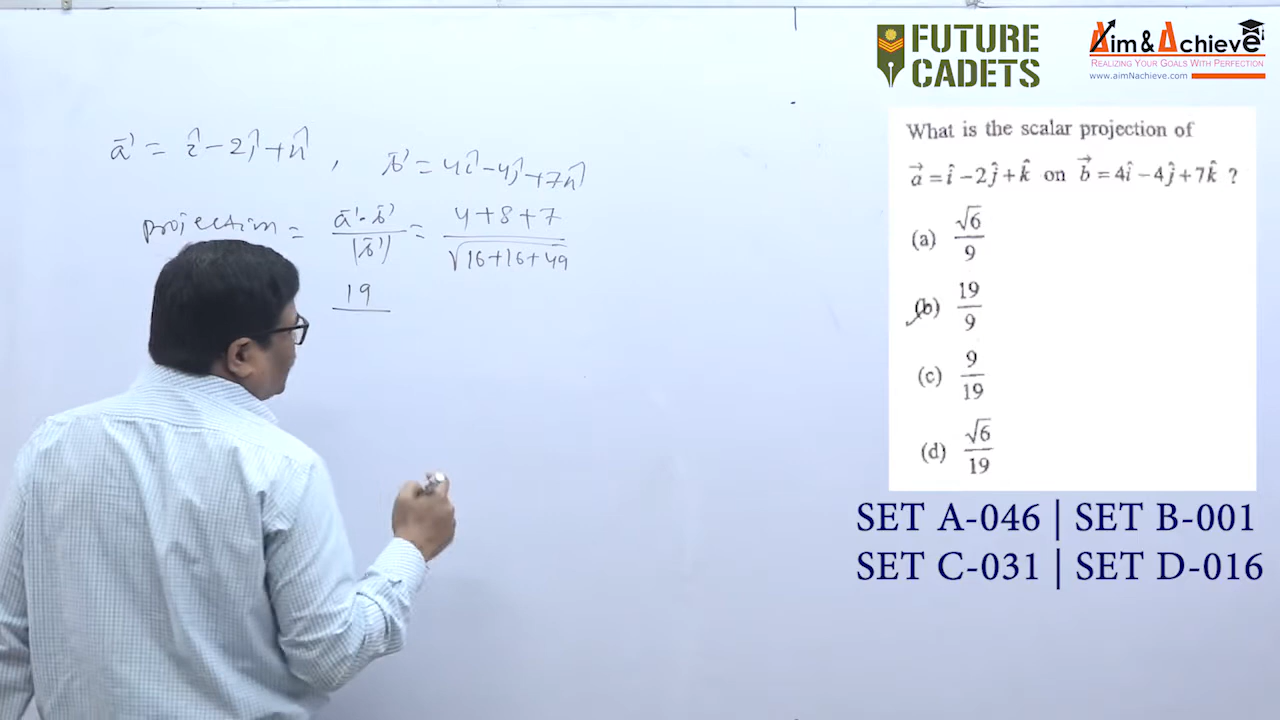 FUTURE CADETS
Aim & Achieve
REALIZING YOUR GOALS WITH PERFECTION
www.aimNachieve.com
a⃗ = î − 2ĵ + k̂ , b⃗ = 4î − 4ĵ + 7k̂
projection = a⃗·b⃗ / |b⃗| = 4+8+7 / √16+16+49
19
What is the scalar projection of
a⃗ = î − 2ĵ + k̂ on b⃗ = 4î − 4ĵ + 7k̂ ?
(a) √6/9
(b) 19/9
(c) 9/19
(d) √6/19
SET A-046 | SET B-001
SET C-031 | SET D-016